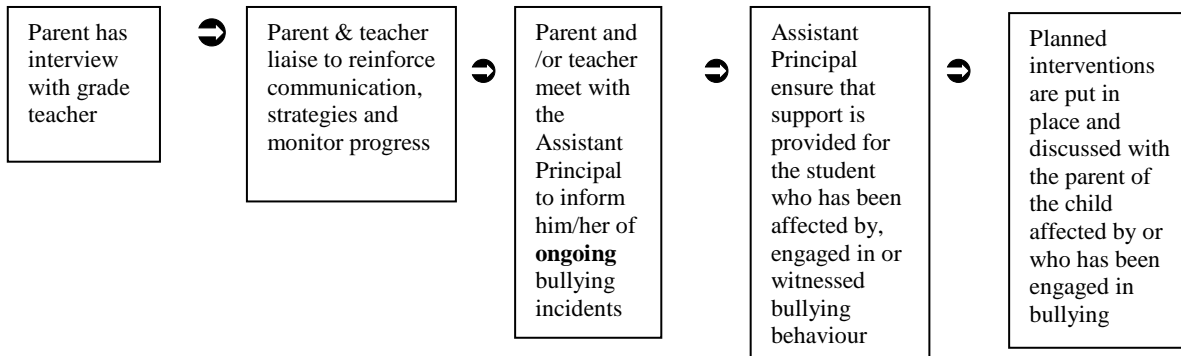 Parent has
interview
with grade
teacher
Parent & teacher
liaise to reinforce
communication,
strategies and
monitor progress
Parent and
/or teacher
meet with
the
Assistant
Principal
to inform
him/her of
ongoing
bullying
incidents
Assistant
Principal
ensure that
support is
provided for
the student
who has been
affected by,
engaged in or
witnessed
bullying
behaviour
Planned
interventions
are put in
place and
discussed with
the parent of
the child
affected by or
who has been
engaged in
bullying